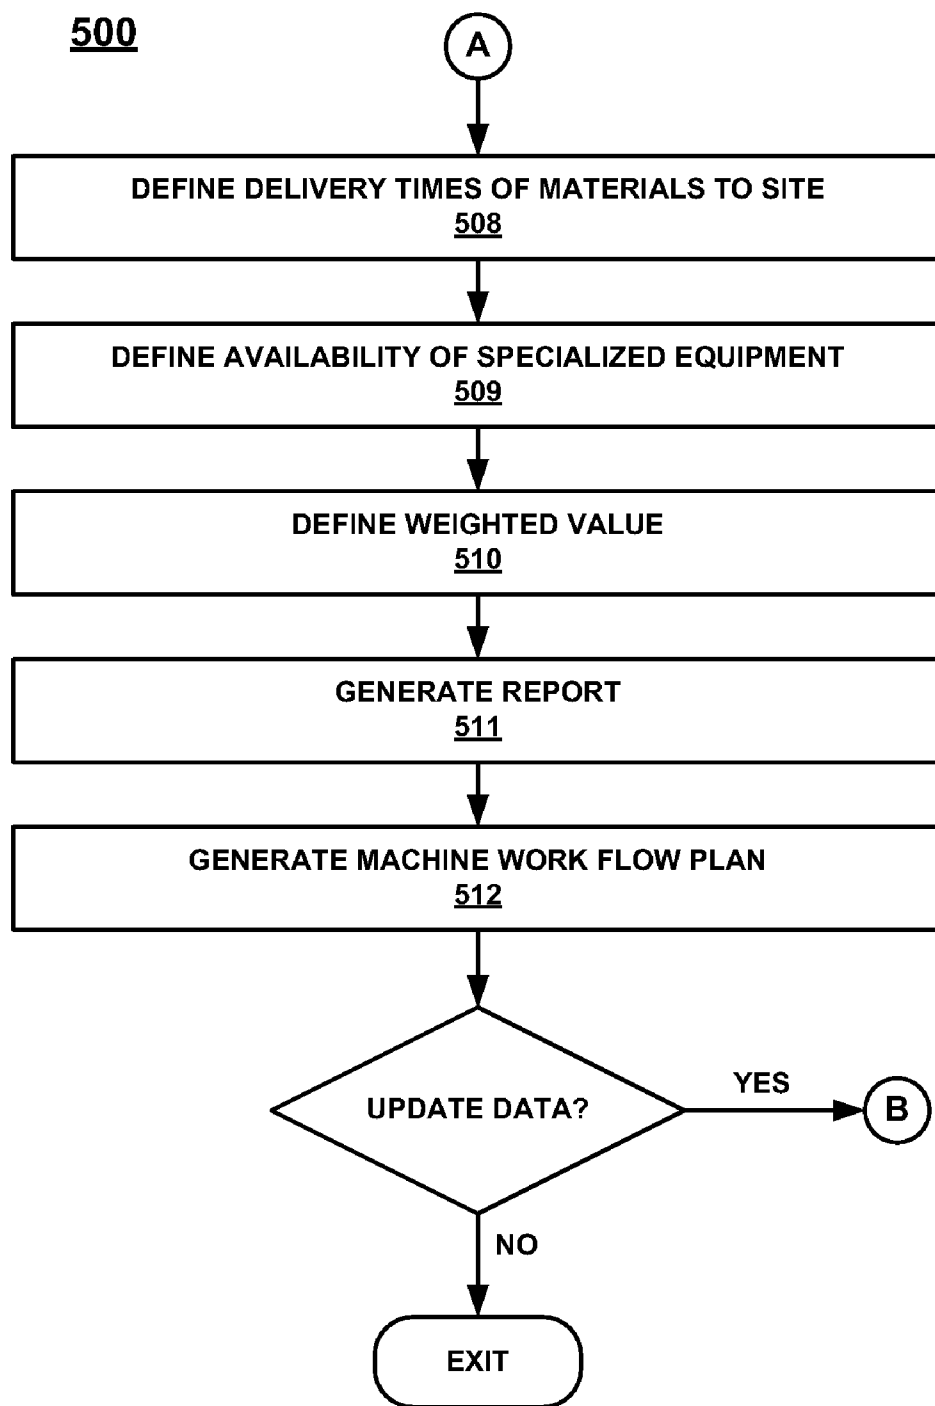 500
A
DEFINE DELIVERY TIMES OF MATERIALS TO SITE
508
DEFINE AVAILABILITY OF SPECIALIZED EQUIPMENT
509
DEFINE WEIGHTED VALUE
510
GENERATE REPORT
511
GENERATE MACHINE WORK FLOW PLAN
512
UPDATE DATA?
YES
B
NO
EXIT